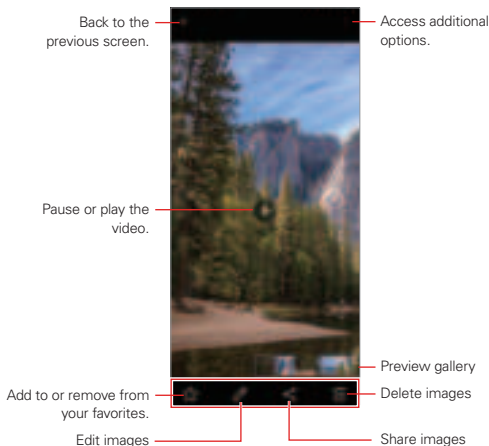 Back to the
previous screen.
Access additional
options.
Pause or play the
video.
Preview gallery
Add to or remove from
your favorites.
Delete images
Edit images
Share images